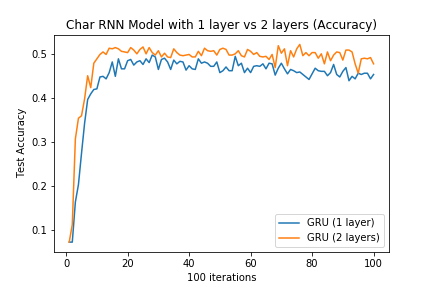 Char RNN Model with 1 layer vs 2 layers (Accuracy)
Test Accuracy
0.5
0.4
0.3
0.2
0.1
GRU (1 layer)
GRU (2 layers)
0 20 40 60 80 100
100 iterations